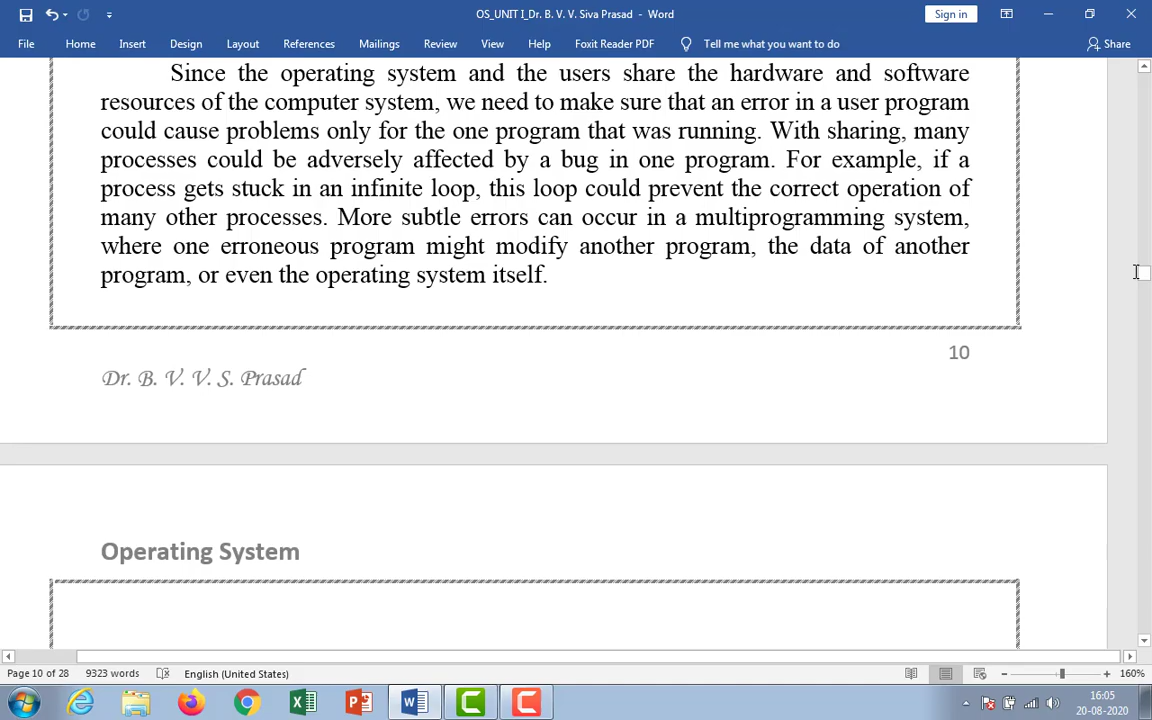 OS_UNIT I_Dr. B. V. V. Siva Prasad - Word
Sign in
File Home Insert Design Layout References Mailings Review View Help Foxit Reader PDF Tell me what you want to do Share
Since the operating system and the users share the hardware and software
resources of the computer system, we need to make sure that an error in a user program
could cause problems only for the one program that was running. With sharing, many
processes could be adversely affected by a bug in one program. For example, if a
process gets stuck in an infinite loop, this loop could prevent the correct operation of
many other processes. More subtle errors can occur in a multiprogramming system,
where one erroneous program might modify another program, the data of another
program, or even the operating system itself.
10
Dr. B. V. V. S. Prasad
Operating System
Page 10 of 28 9323 words English (United States) 160%
16:05
20-08-2020